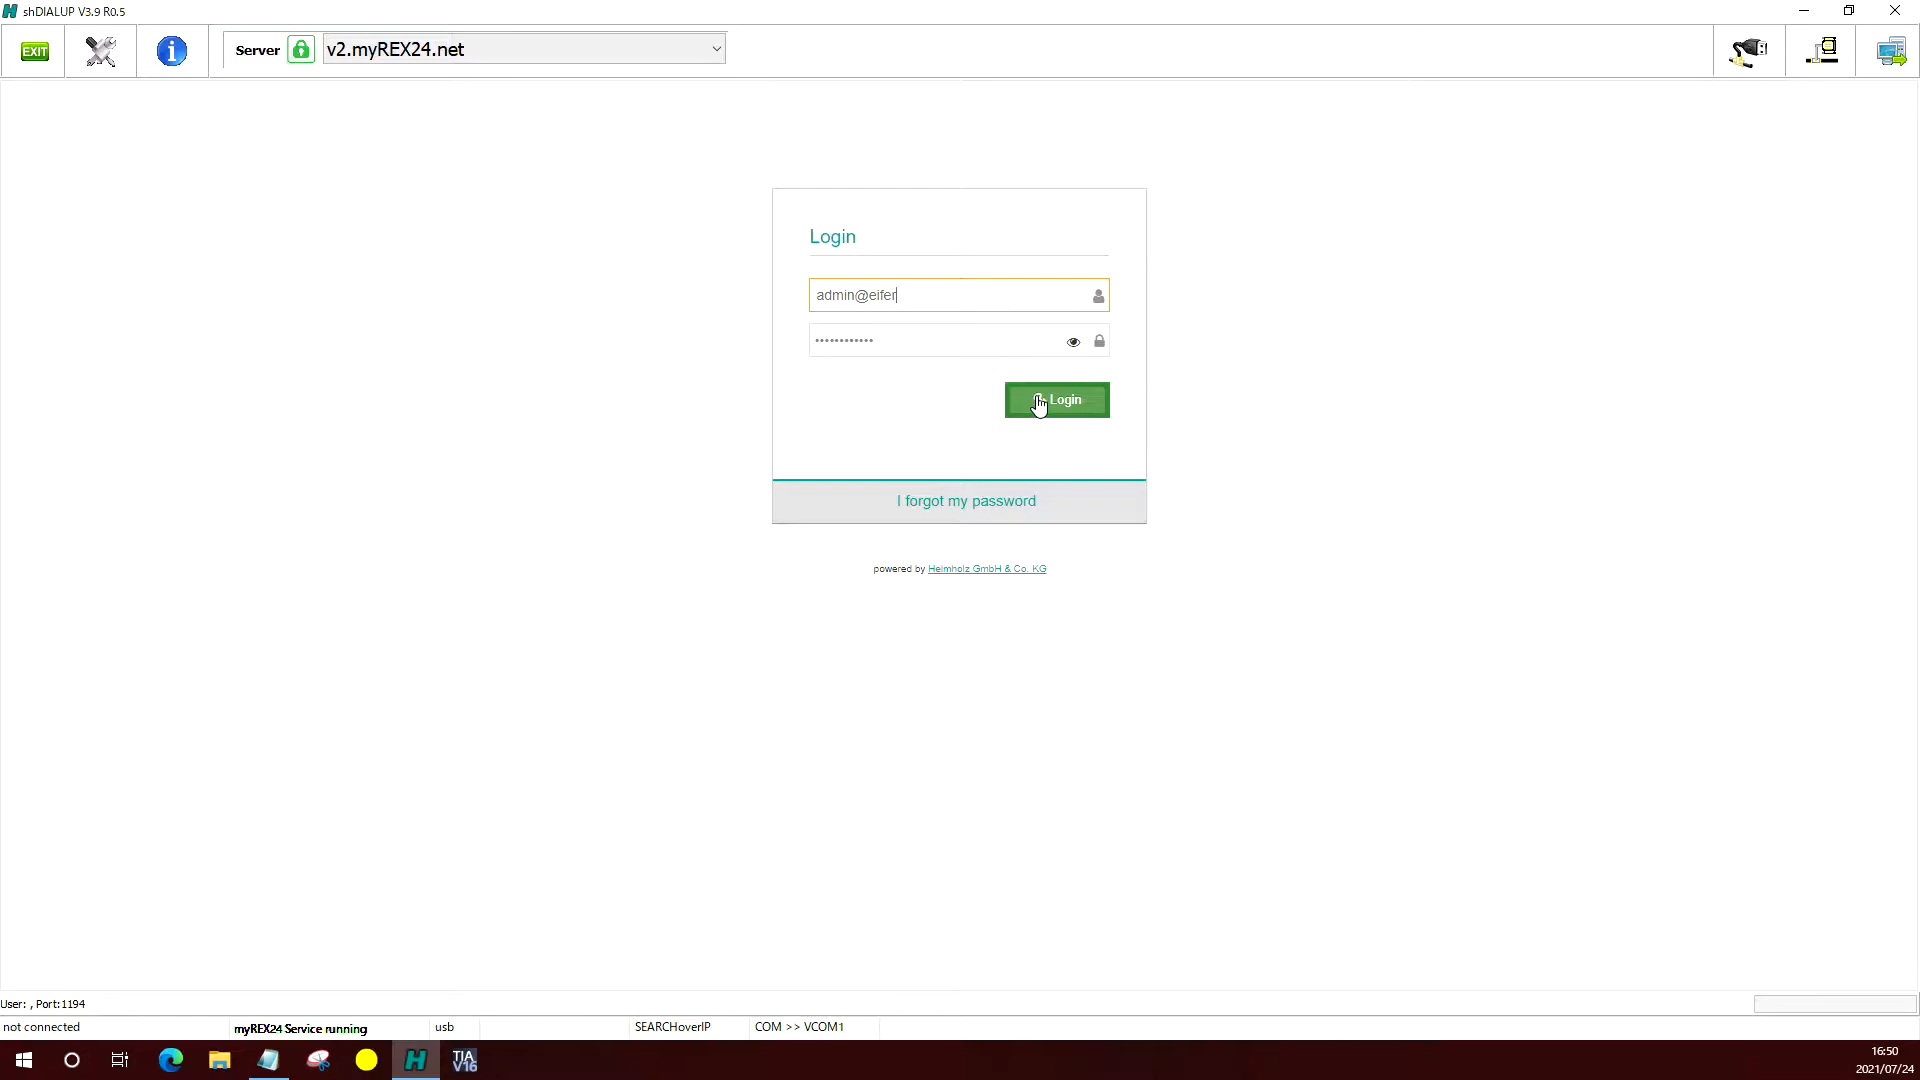 shDIALUP V3.9 R0.5
EXIT
Server
v2.myREX24.net
Login
admin@eifer
••••••••••••
Login
I forgot my password
powered by Helmholz GmbH & Co. KG
User: , Port:1194
not connected
myREX24 Service running
usb
SEARCHoverIP
COM >> VCOM1
TIA
V16
16:50
2021/07/24